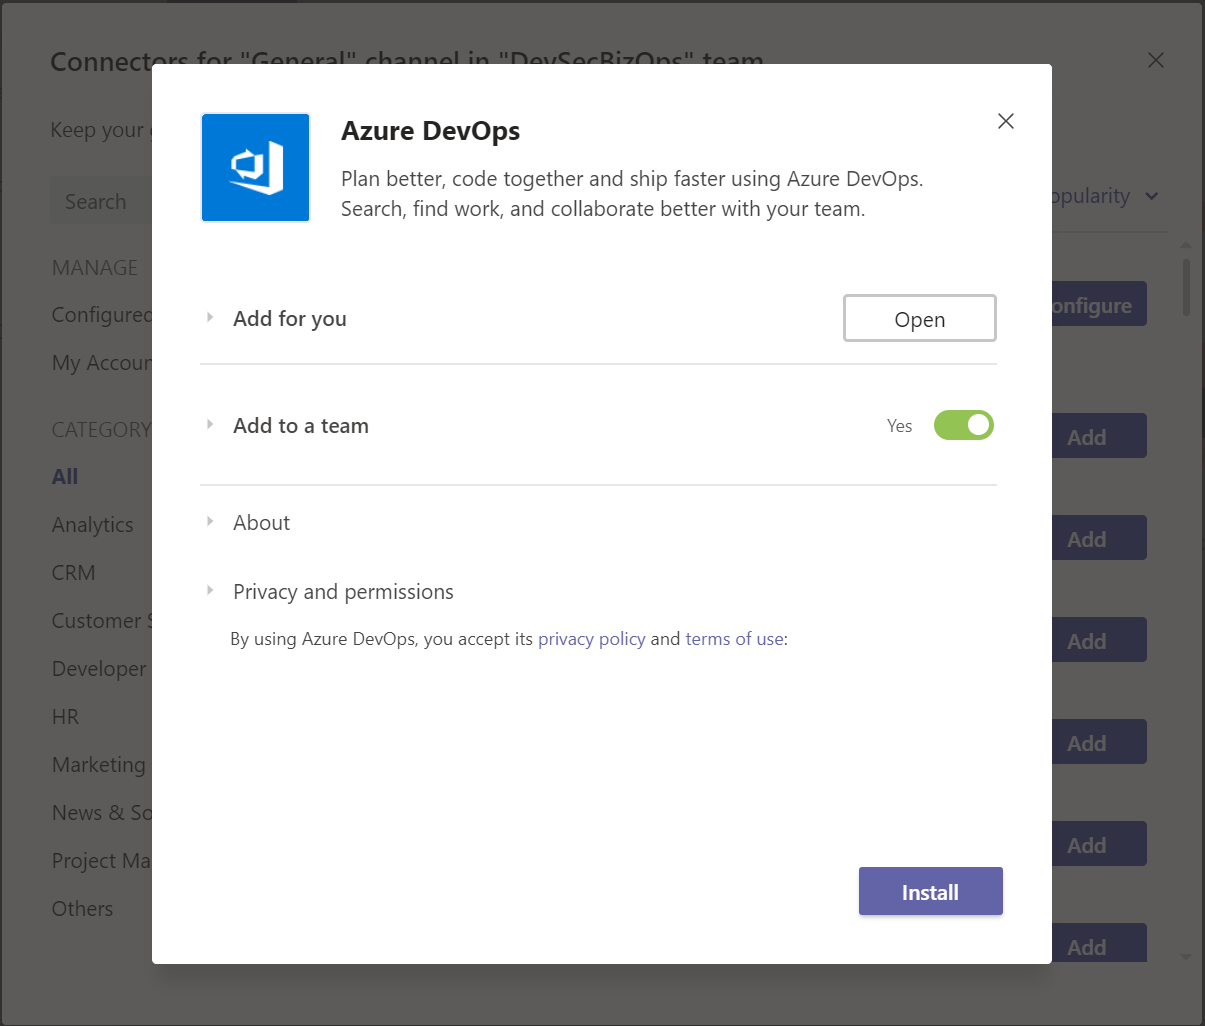 Connectors for "General" channel in "DevSecBizOps" team
Keep your
Search
opularity
MANAGE
Configured
My Accoun
CATEGORY
All
Analytics
CRM
Customer S
Developer
HR
Marketing
News & So
Project Ma
Others
onfigure
Add
Add
Add
Add
Add
Add
Azure DevOps
Plan better, code together and ship faster using Azure DevOps.
Search, find work, and collaborate better with your team.
Add for you
Open
Add to a team
Yes
About
Privacy and permissions
By using Azure DevOps, you accept its privacy policy and terms of use:
Install